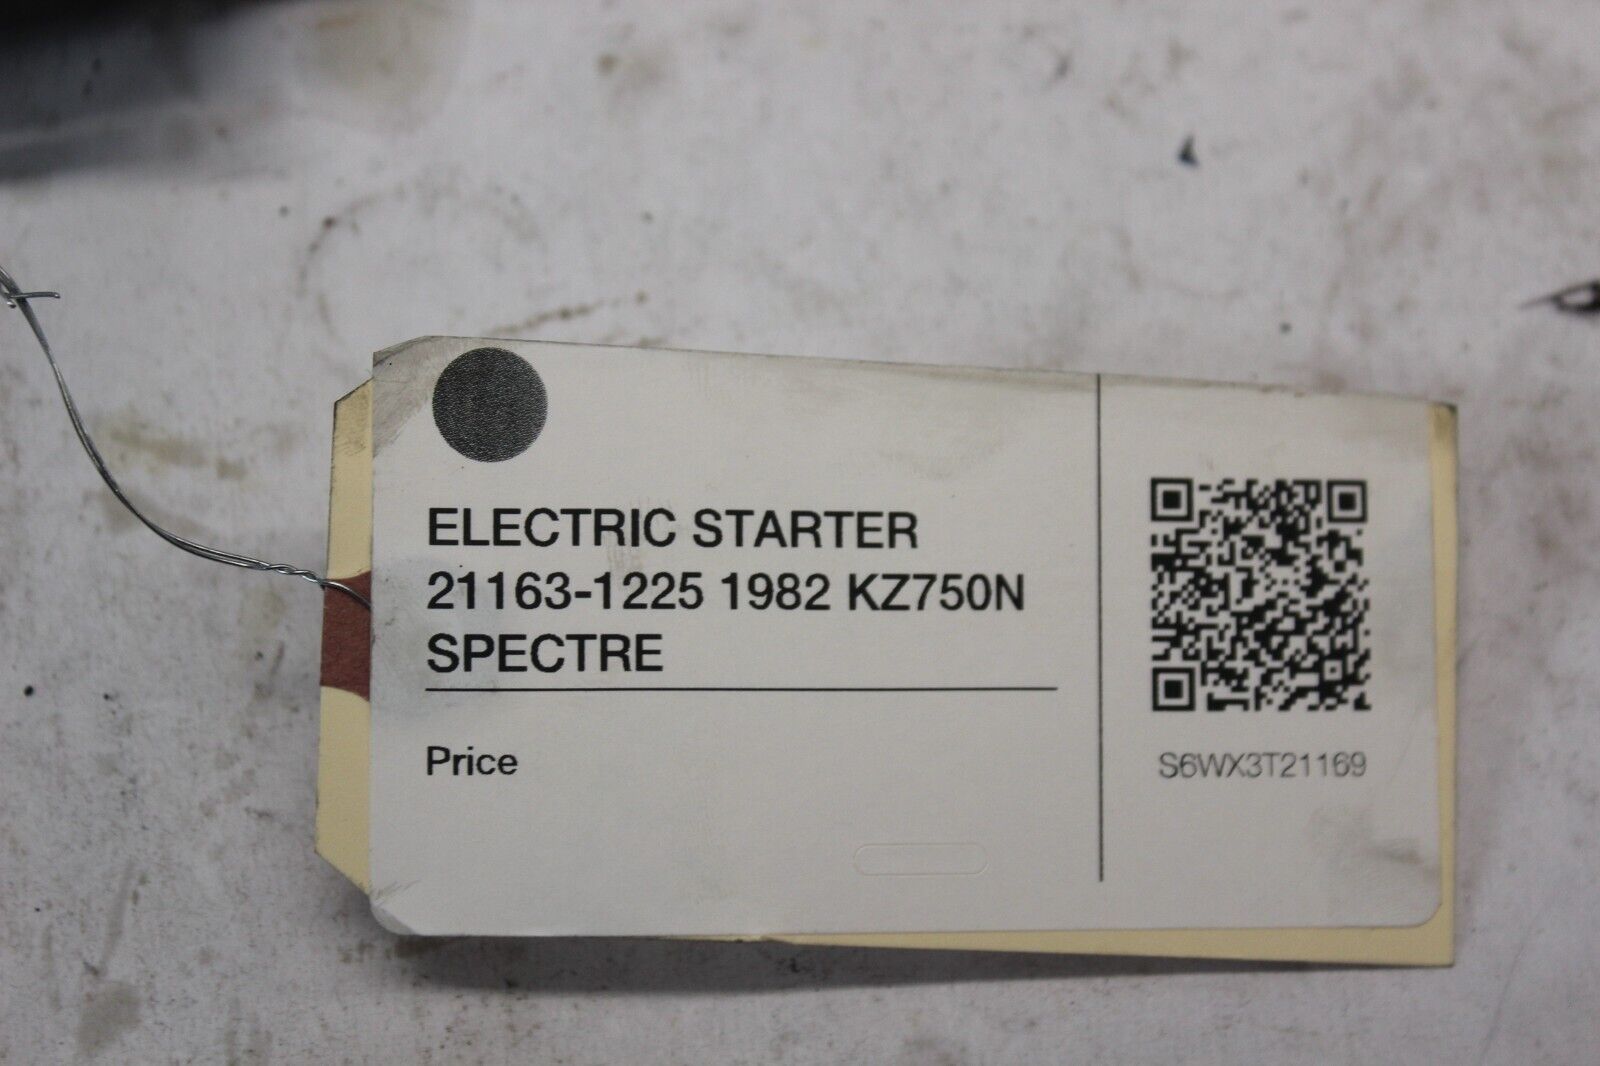 ELECTRIC STARTER
21163-1225 1982 KZ750N
SPECTRE
Price
S6WX3T21169